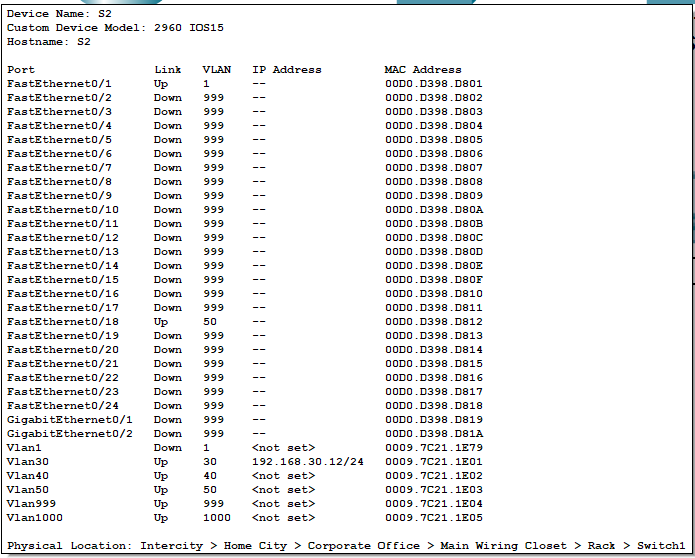 Device Name: S2
Custom Device Model: 2960 IOS15
Hostname: S2
Port Link VLAN IP Address MAC Address
FastEthernet0/1 Up 1 -- 00D0.D398.D801
FastEthernet0/2 Down 999 -- 00D0.D398.D802
FastEthernet0/3 Down 999 -- 00D0.D398.D803
FastEthernet0/4 Down 999 -- 00D0.D398.D804
FastEthernet0/5 Down 999 -- 00D0.D398.D805
FastEthernet0/6 Down 999 -- 00D0.D398.D806
FastEthernet0/7 Down 999 -- 00D0.D398.D807
FastEthernet0/8 Down 999 -- 00D0.D398.D808
FastEthernet0/9 Down 999 -- 00D0.D398.D809
FastEthernet0/10 Down 999 -- 00D0.D398.D80A
FastEthernet0/11 Down 999 -- 00D0.D398.D80B
FastEthernet0/12 Down 999 -- 00D0.D398.D80C
FastEthernet0/13 Down 999 -- 00D0.D398.D80D
FastEthernet0/14 Down 999 -- 00D0.D398.D80E
FastEthernet0/15 Down 999 -- 00D0.D398.D80F
FastEthernet0/16 Down 999 -- 00D0.D398.D810
FastEthernet0/17 Down 999 -- 00D0.D398.D811
FastEthernet0/18 Up 50 -- 00D0.D398.D812
FastEthernet0/19 Down 999 -- 00D0.D398.D813
FastEthernet0/20 Down 999 -- 00D0.D398.D814
FastEthernet0/21 Down 999 -- 00D0.D398.D815
FastEthernet0/22 Down 999 -- 00D0.D398.D816
FastEthernet0/23 Down 999 -- 00D0.D398.D817
FastEthernet0/24 Down 999 -- 00D0.D398.D818
GigabitEthernet0/1 Down 999 -- 00D0.D398.D819
GigabitEthernet0/2 Down 999 -- 00D0.D398.D81A
Vlan1 Down 1 <not set> 0009.7C21.1E79
Vlan30 Up 30 192.168.30.12/24 0009.7C21.1E01
Vlan40 Up 40 <not set> 0009.7C21.1E02
Vlan50 Up 50 <not set> 0009.7C21.1E03
Vlan999 Up 999 <not set> 0009.7C21.1E04
Vlan1000 Up 1000 <not set> 0009.7C21.1E05
Physical Location: Intercity > Home City > Corporate Office > Main Wiring Closet > Rack > Switch1